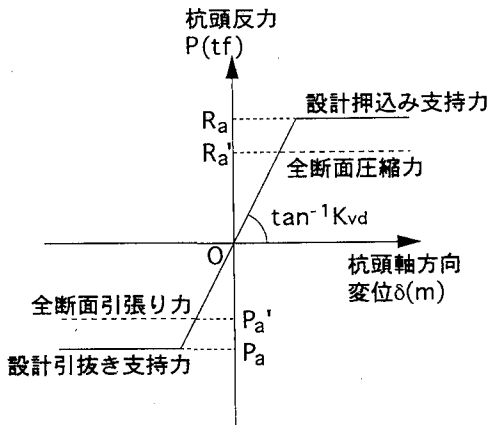 杭頭反力
P(tf)
設計押込み支持力
Ra
Ra'
全断面圧縮力
tan⁻¹Kvd
O
杭頭軸方向
変位δ(m)
全断面引張り力
Pa'
Pa
設計引抜き支持力